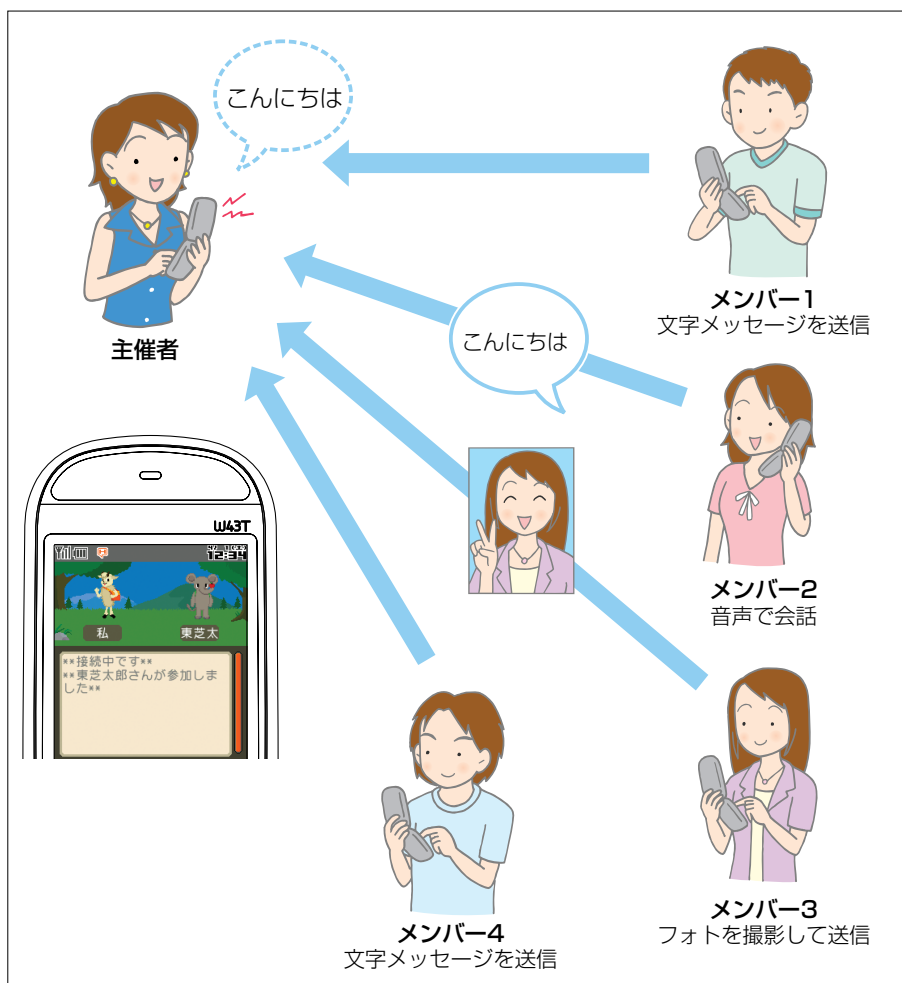 こんにちは
主催者
メンバー1
文字メッセージを送信
こんにちは
メンバー2
音声で会話
W43T
12:34
私
東芝太
**接続中です**
**東芝太郎さんが参加しま
した**
メンバー4
文字メッセージを送信
メンバー3
フォトを撮影して送信